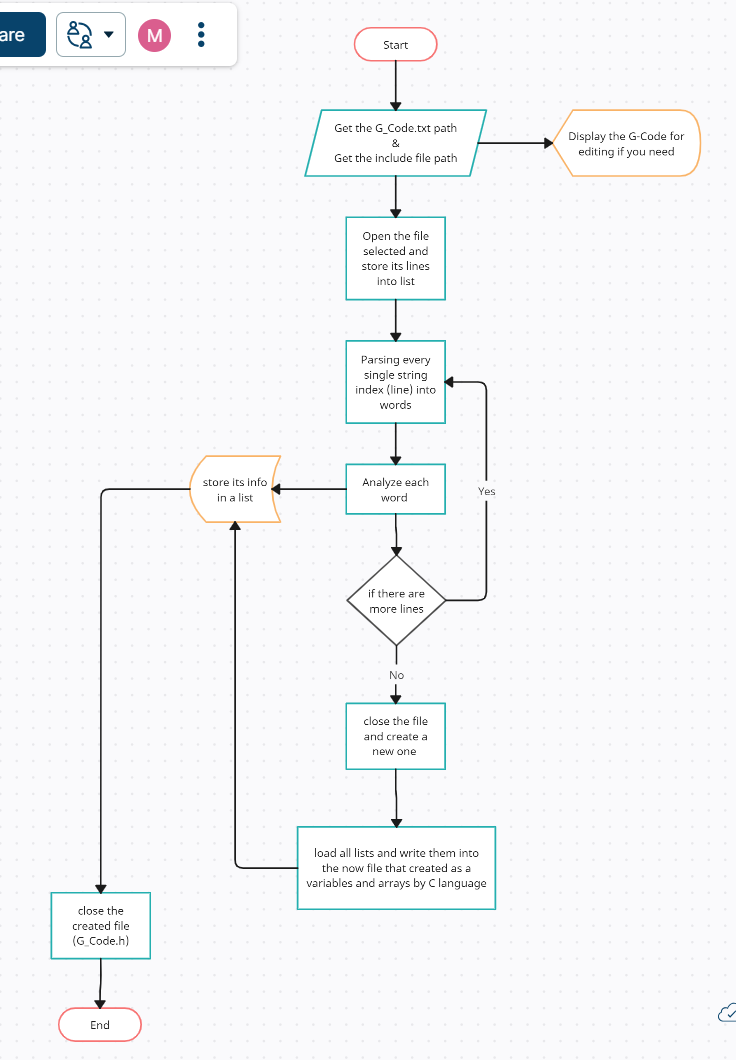 are
M
Start
Get the G_Code.txt path
&
Get the include file path
Display the G-Code for
editing if you need
Open the file
selected and
store its lines
into list
Parsing every
single string
index (line) into
words
store its info
in a list
Analyze each
word
Yes
if there are
more lines
No
close the file
and create a
new one
load all lists and write them into
the now file that created as a
variables and arrays by C language
close the
created file
(G_Code.h)
End